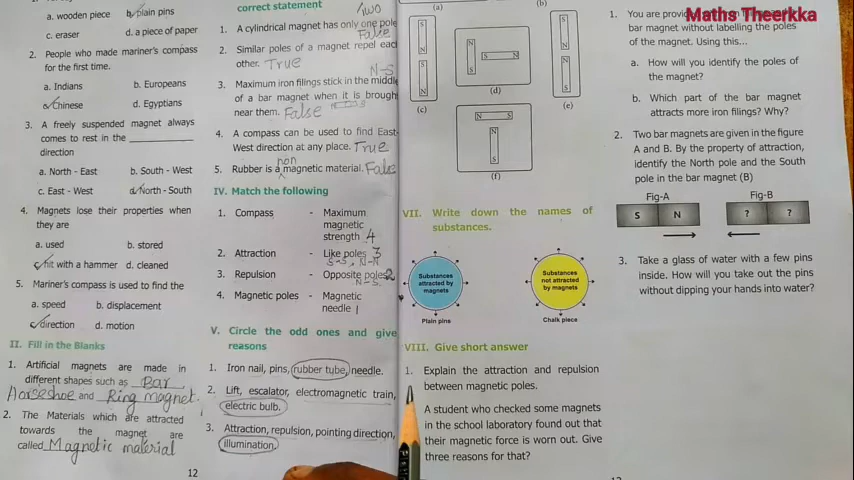 Maths Theerkka
a. wooden piece
b. plain pins
c. eraser
d. a piece of paper
2. People who made mariner's compass
for the first time.
a. Indians
b. Europeans
c. Chinese
d. Egyptians
3. A freely suspended magnet always
comes to rest in the
direction
a. North - East
b. South - West
c. East - West
d. North - South
4. Magnets lose their properties when
they are
a. used
b. stored
c. hit with a hammer
d. cleaned
5. Mariner's compass is used to find the
a. speed
b. displacement
c. direction
d. motion
II. Fill in the Blanks
1. Artificial magnets are made in
different shapes such as Bar,
Horseshoe and Ring magnet.
2. The Materials which are attracted
towards the magnet are
called Magnetic material
12
correct statement
Two
1. A cylindrical magnet has only one pole
False
2. Similar poles of a magnet repel each
other. True
N-S
3. Maximum iron filings stick in the middle
of a bar magnet when it is brough
near them. False
4. A compass can be used to find East-
West direction at any place. True
non
5. Rubber is a magnetic material. False
IV. Match the following
1. Compass - Maximum
magnetic
strength 4
2. Attraction - Like poles 3
S-S, N-N
3. Repulsion - Opposite poles 2
N-S
4. Magnetic poles - Magnetic
needle 1
V. Circle the odd ones and give
reasons
1. Iron nail, pins, rubber tube, needle.
2. Lift, escalator, electromagnetic train,
electric bulb.
3. Attraction, repulsion, pointing direction,
illumination.
(a)
(b)
S
N
S
N
(c)
N
S
S N
(d)
S
N
N
S
(e)
N S
N
S
(f)
VII. Write down the names of
substances.
Substances
attracted by
magnets
Plain pins
Substances
not attracted
by magnets
Chalk piece
VIII. Give short answer
1. Explain the attraction and repulsion
between magnetic poles.
A student who checked some magnets
in the school laboratory found out that
their magnetic force is worn out. Give
three reasons for that?
1. You are provi
bar magnet without labelling the poles
of the magnet. Using this...
a. How will you identify the poles of
the magnet?
b. Which part of the bar magnet
attracts more iron filings? Why?
2. Two bar magnets are given in the figure
A and B. By the property of attraction,
identify the North pole and the South
pole in the bar magnet (B)
Fig-A
Fig-B
S N
? ?
3. Take a glass of water with a few pins
inside. How will you take out the pins
without dipping your hands into water?